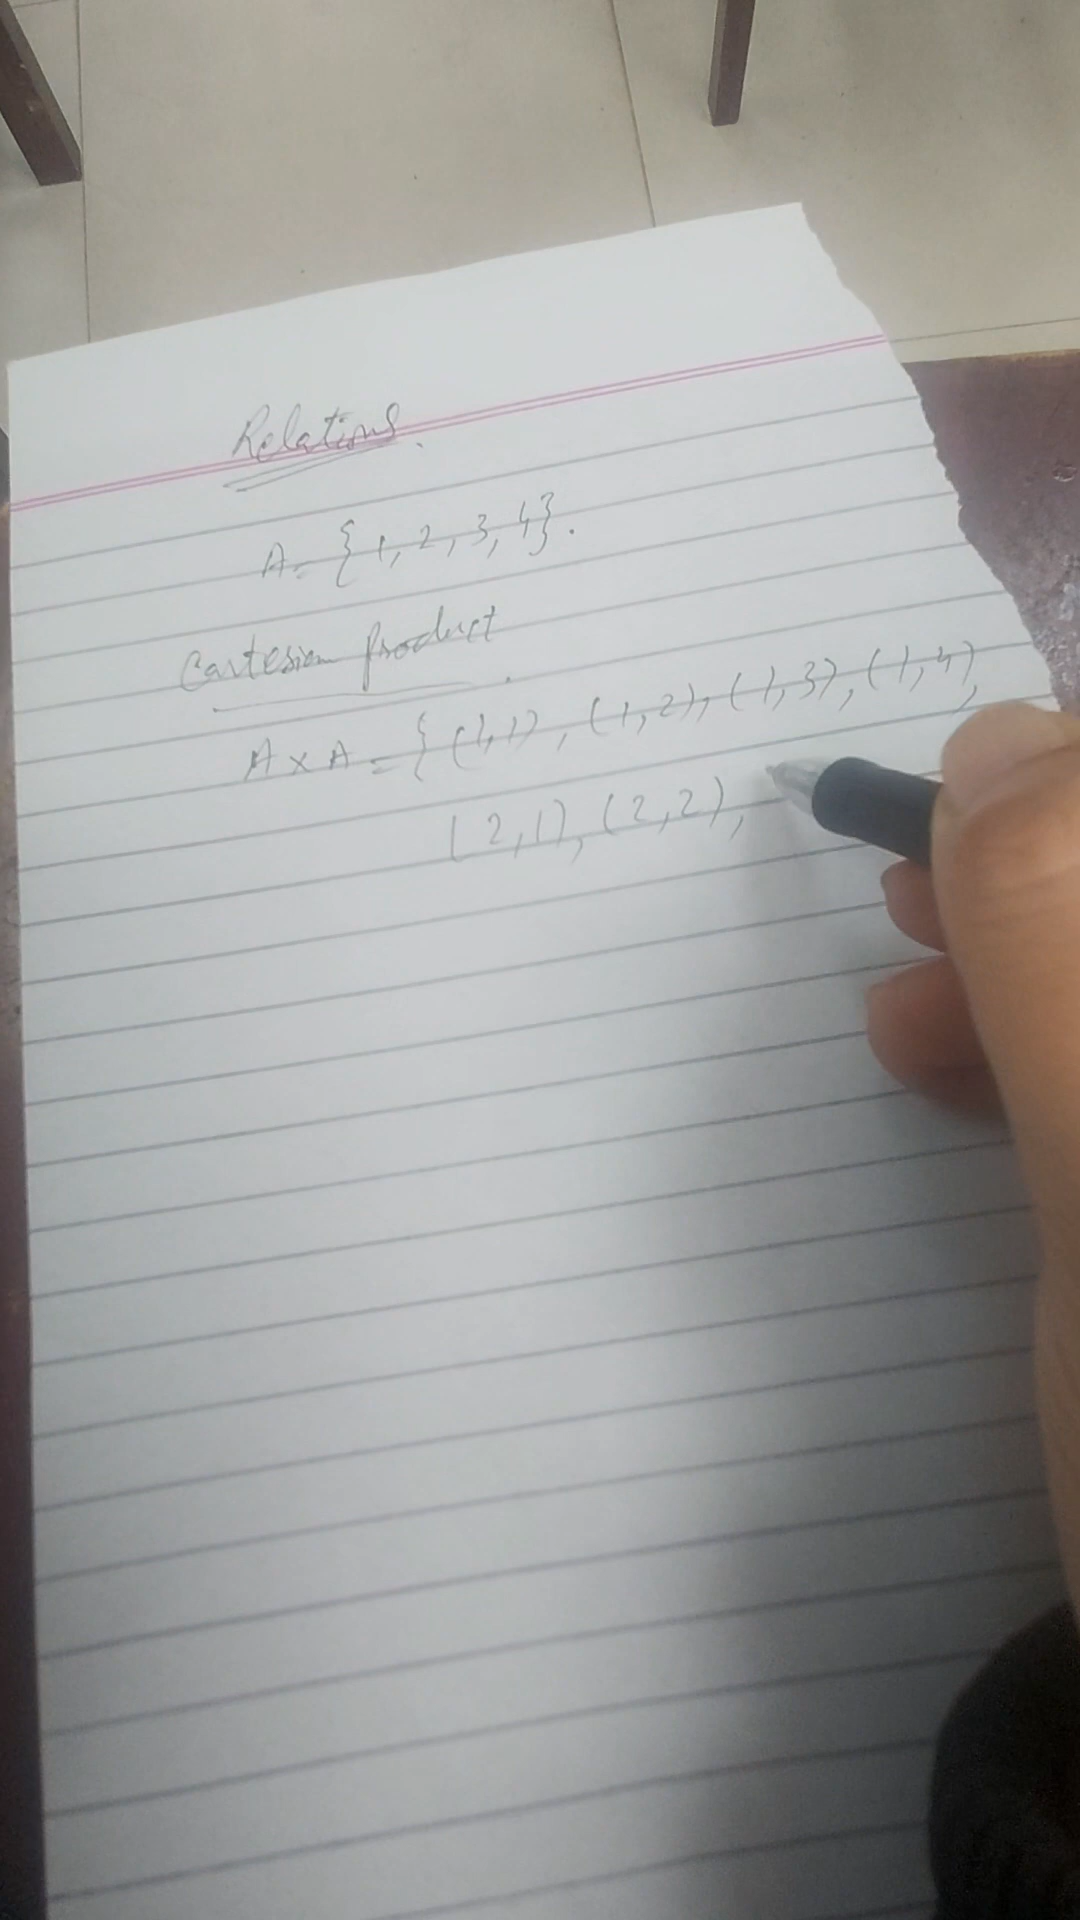 Relations.
A = {1, 2, 3, 4}.
Cartesian Product
A × A = {(1,1), (1,2), (1,3), (1,4),
(2,1), (2,2),